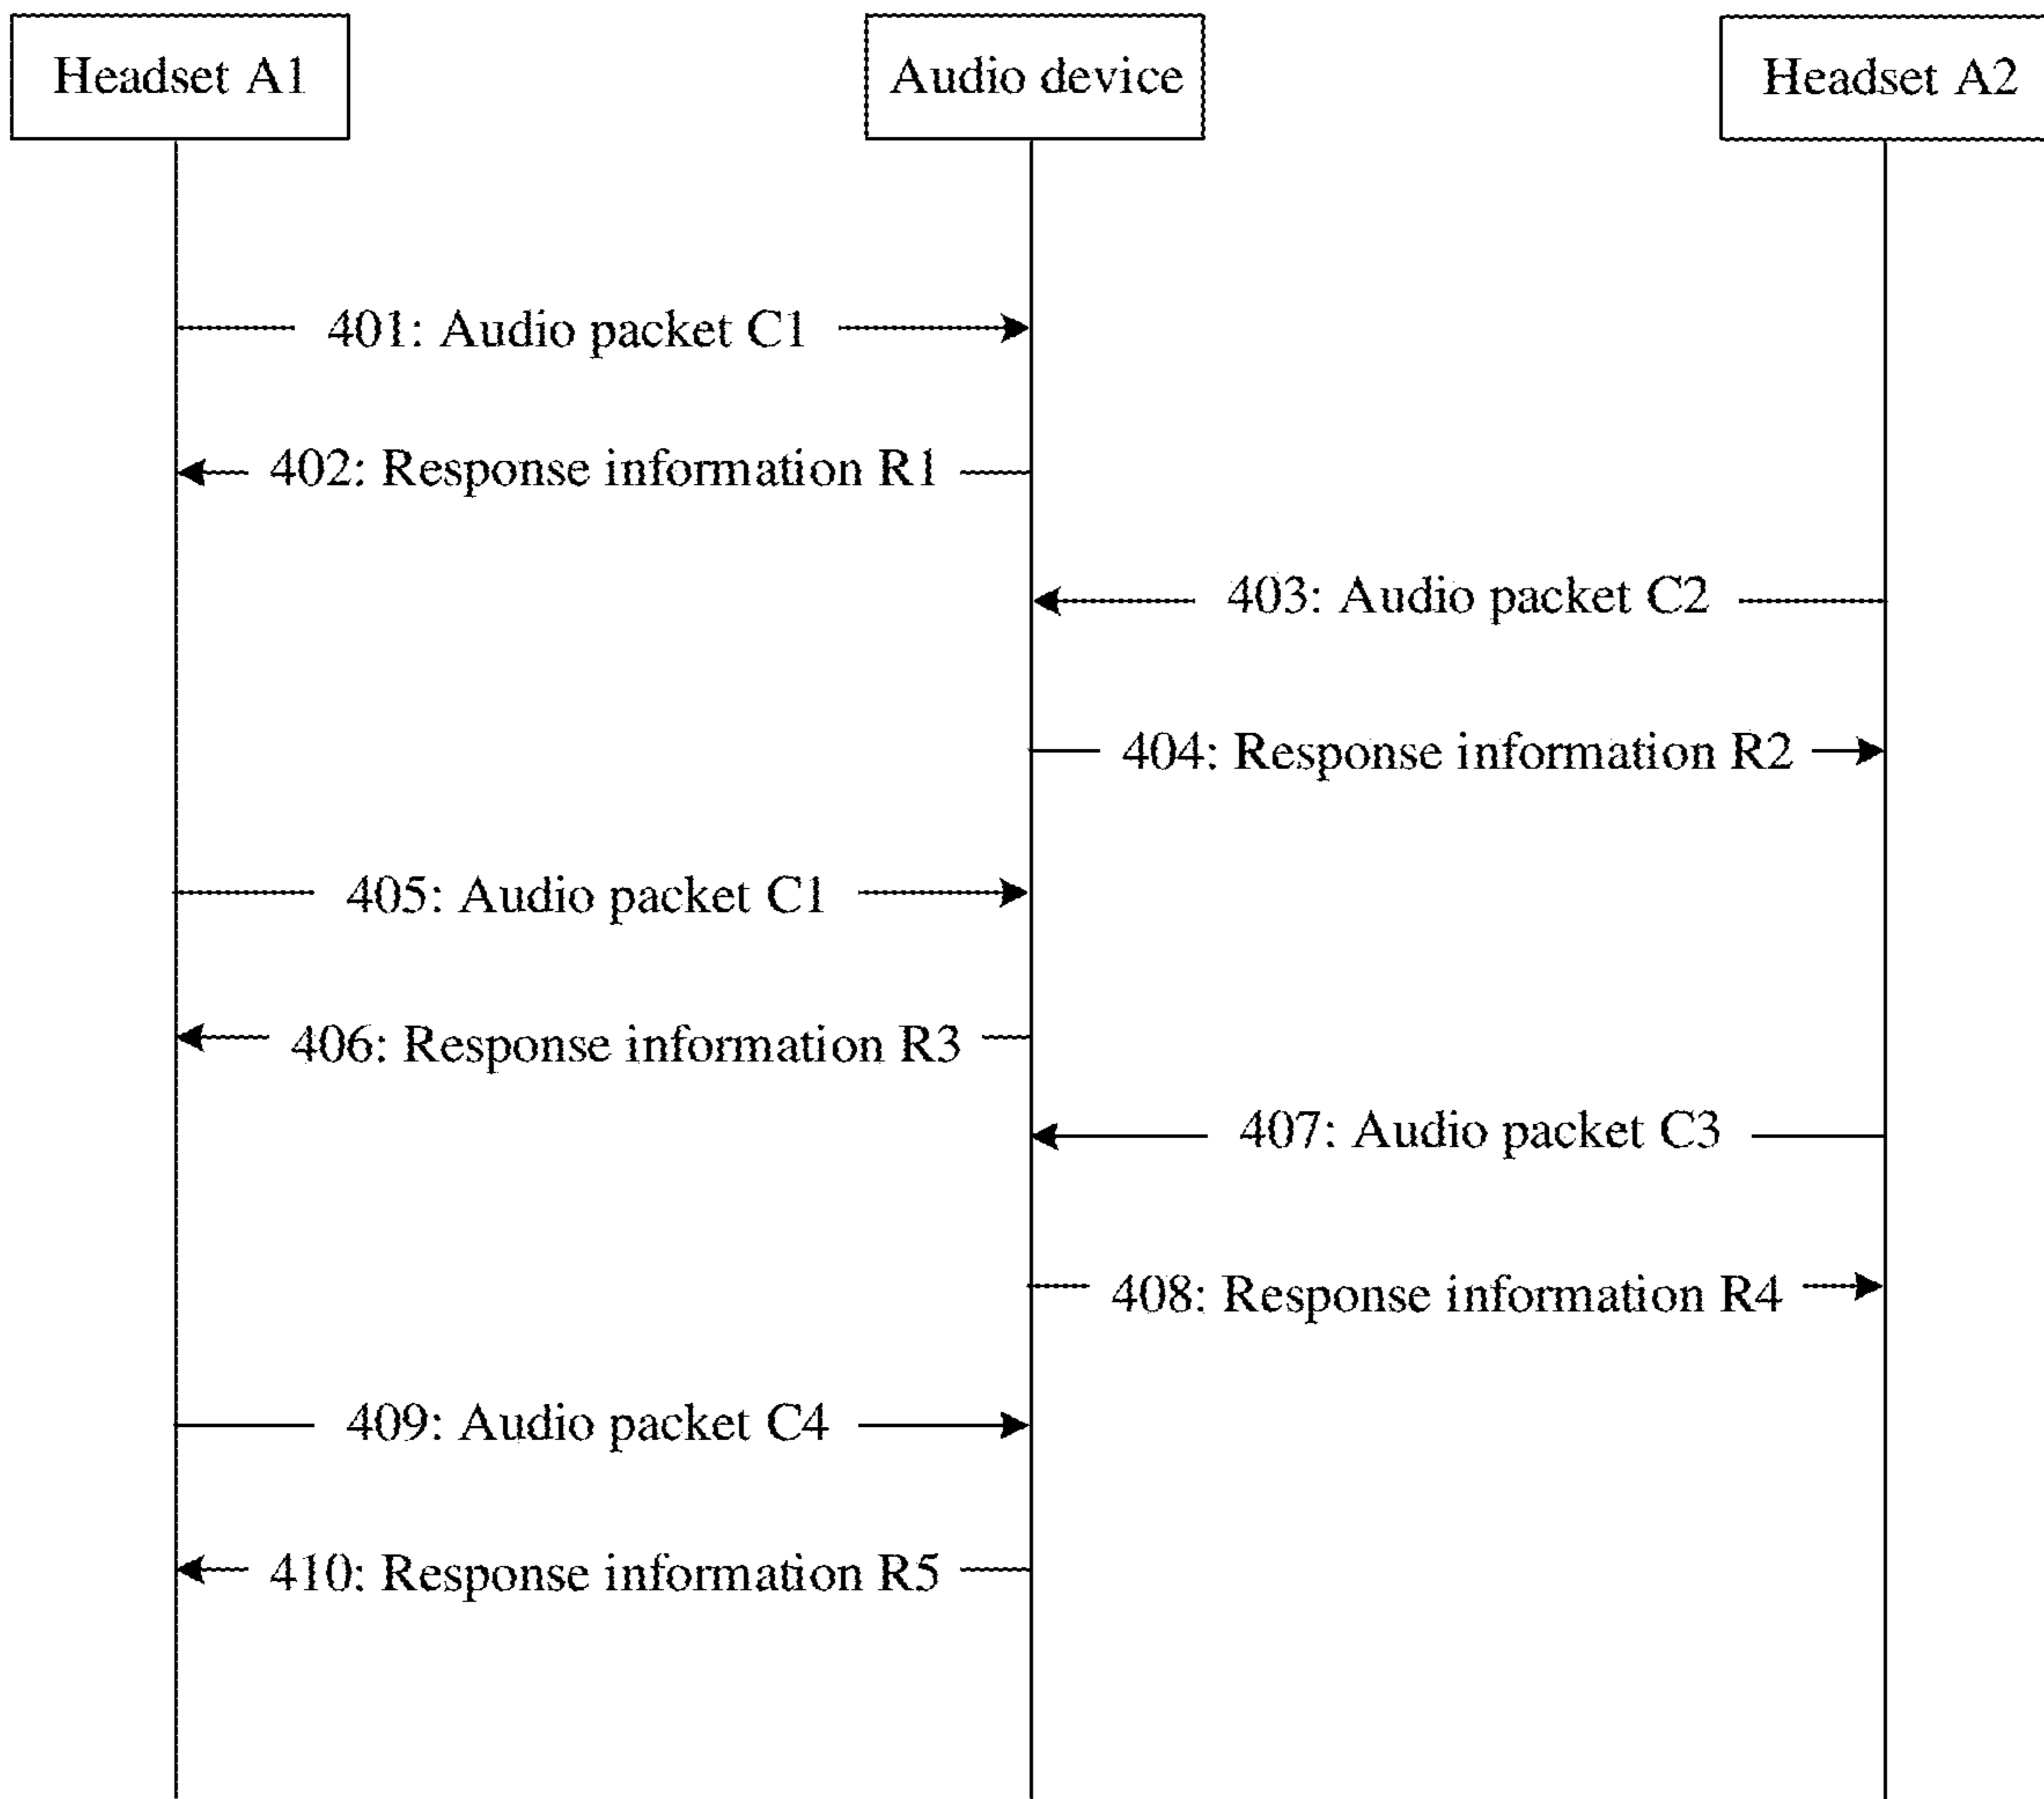 Headset A1
Audio device
Headset A2
401: Audio packet C1
402: Response information R1
403: Audio packet C2
404: Response information R2
405: Audio packet C1
406: Response information R3
407: Audio packet C3
408: Response information R4
409: Audio packet C4
410: Response information R5